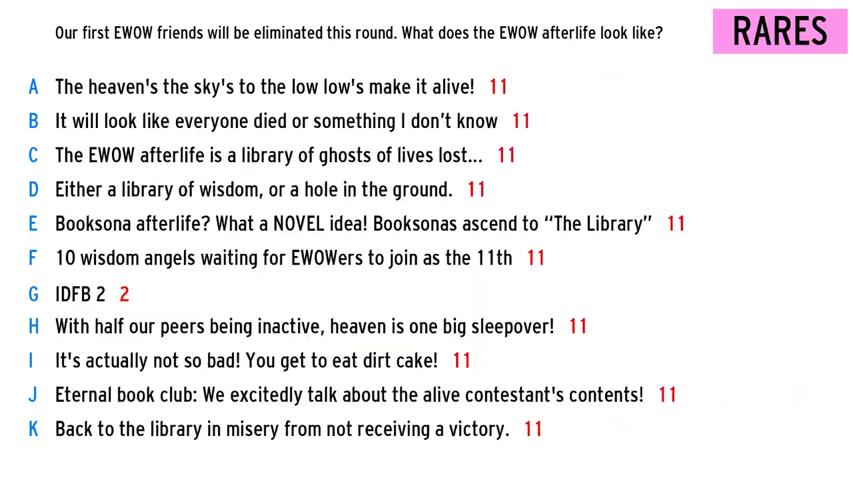 Our first EWOW friends will be eliminated this round. What does the EWOW afterlife look like?
RARES
A The heaven's the sky's to the low low's make it alive! 11
B It will look like everyone died or something I don't know 11
C The EWOW afterlife is a library of ghosts of lives lost... 11
D Either a library of wisdom, or a hole in the ground. 11
E Booksona afterlife? What a NOVEL idea! Booksonas ascend to “The Library” 11
F 10 wisdom angels waiting for EWOWers to join as the 11th 11
G IDFB 2 2
H With half our peers being inactive, heaven is one big sleepover! 11
I It's actually not so bad! You get to eat dirt cake! 11
J Eternal book club: We excitedly talk about the alive contestant's contents! 11
K Back to the library in misery from not receiving a victory. 11